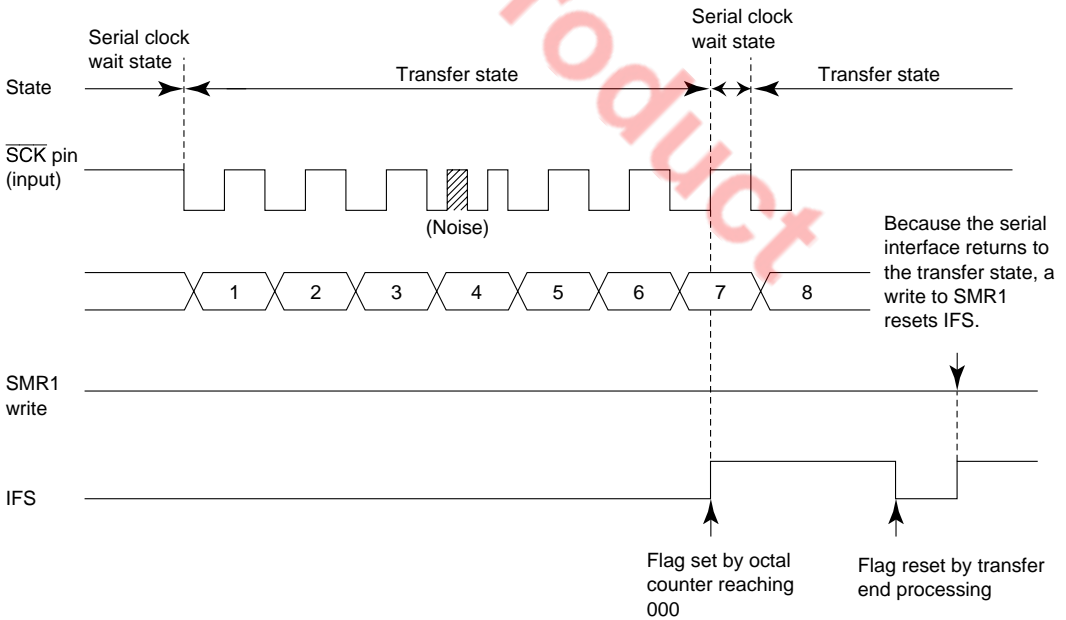 Serial clock
wait state
Serial clock
wait state
State
Transfer state
Transfer state
SCK pin
(input)
(Noise)
1 2 3 4 5 6 7 8
Because the serial
interface returns to
the transfer state, a
write to SMR1
resets IFS.
SMR1
write
IFS
Flag set by octal
counter reaching
000
Flag reset by transfer
end processing